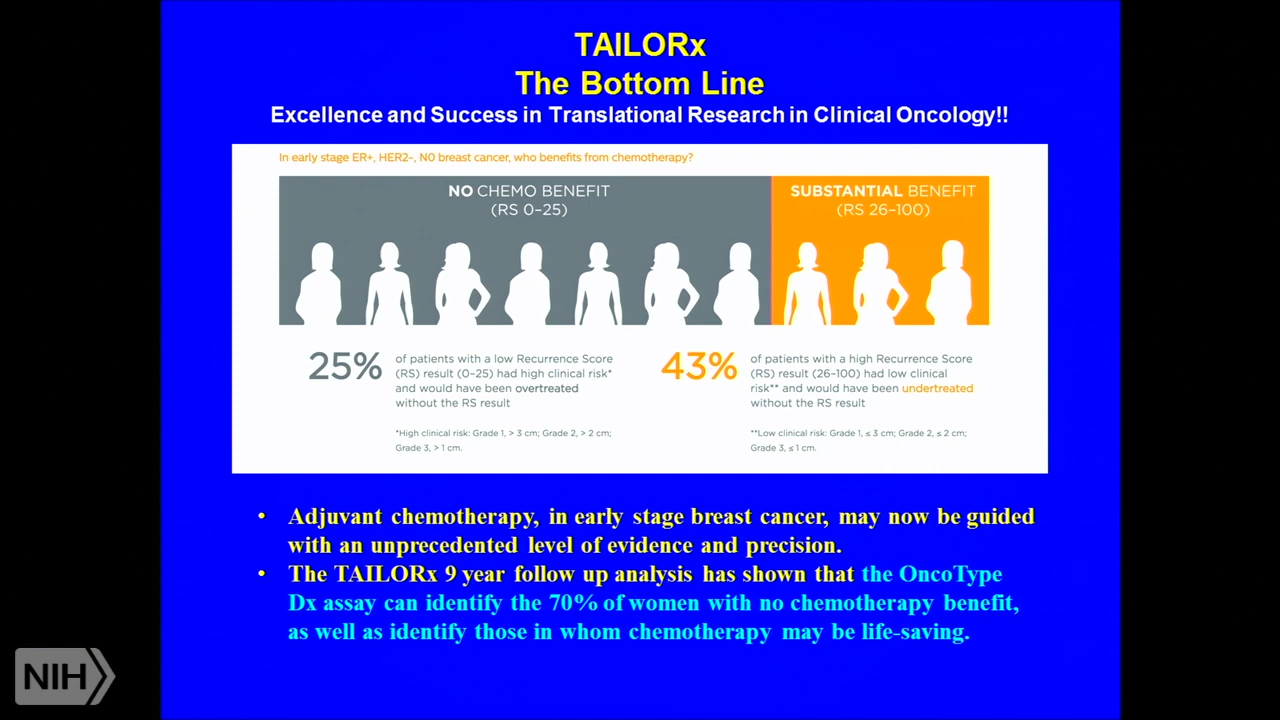 TAILORx
The Bottom Line
Excellence and Success in Translational Research in Clinical Oncology!!
In early stage ER+, HER2–, N0 breast cancer, who benefits from chemotherapy?
NO CHEMO BENEFIT
(RS 0–25)
SUBSTANTIAL BENEFIT
(RS 26–100)
25%
of patients with a low Recurrence Score
(RS) result (0–25) had high clinical risk*
and would have been overtreated
without the RS result
*High clinical risk: Grade 1, > 3 cm; Grade 2, > 2 cm;
Grade 3, > 1 cm.
43%
of patients with a high Recurrence Score
(RS) result (26–100) had low clinical
risk** and would have been undertreated
without the RS result
**Low clinical risk: Grade 1, ≤ 3 cm; Grade 2, ≤ 2 cm;
Grade 3, ≤ 1 cm.
• Adjuvant chemotherapy, in early stage breast cancer, may now be guided
with an unprecedented level of evidence and precision.
• The TAILORx 9 year follow up analysis has shown that the OncoType
Dx assay can identify the 70% of women with no chemotherapy benefit,
as well as identify those in whom chemotherapy may be life-saving.
NIH